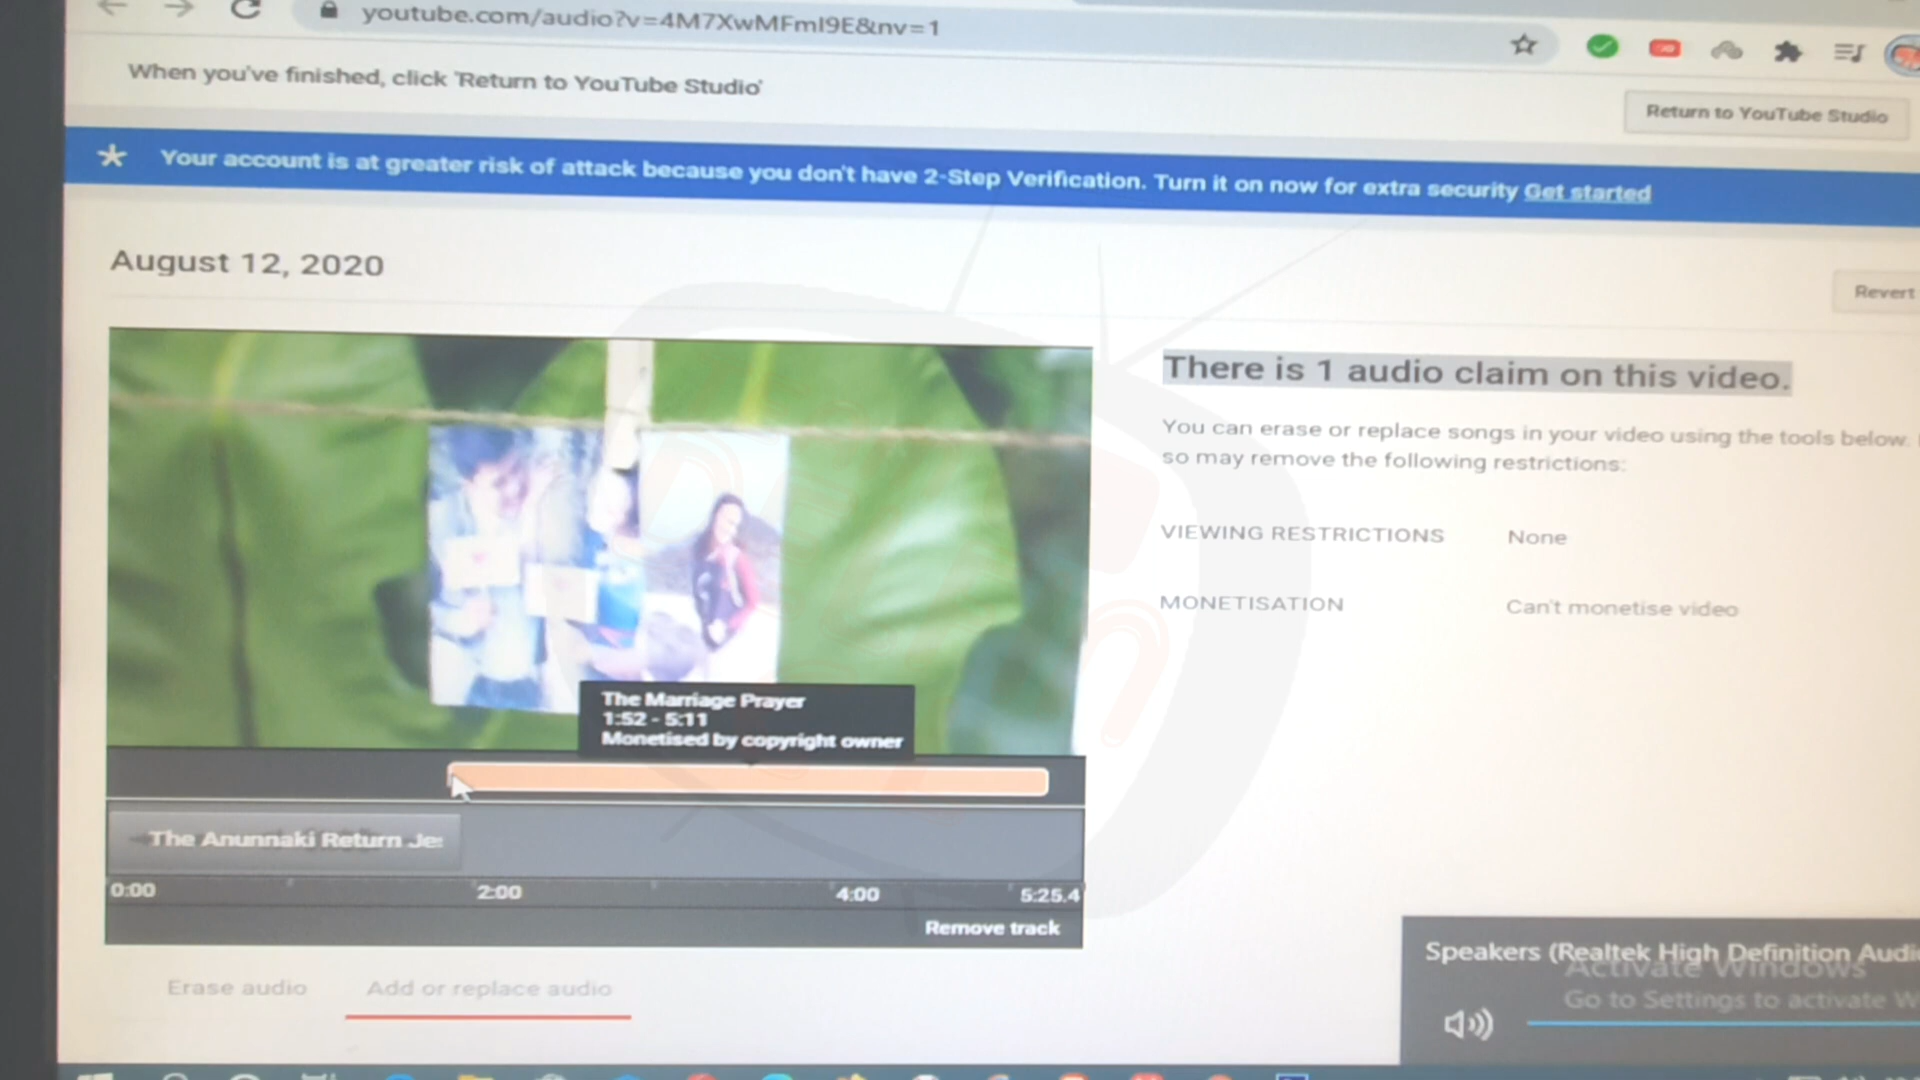 youtube.com/audio?v=4M7XwMFmI9E&nv=1
When you've finished, click 'Return to YouTube Studio'
Return to YouTube Studio
Your account is at greater risk of attack because you don't have 2-Step Verification. Turn it on now for extra security Get started
August 12, 2020
Revert
There is 1 audio claim on this video.
You can erase or replace songs in your video using the tools below.
so may remove the following restrictions:
VIEWING RESTRICTIONS None
MONETISATION Can't monetise video
The Marriage Prayer
1:52 - 5:11
Monetised by copyright owner
The Anunnaki Return Je
0:00 2:00 4:00 5:25.4
Remove track
Erase audio Add or replace audio
Speakers (Realtek High Definition Audi
Activate Windows
Go to Settings to activate W